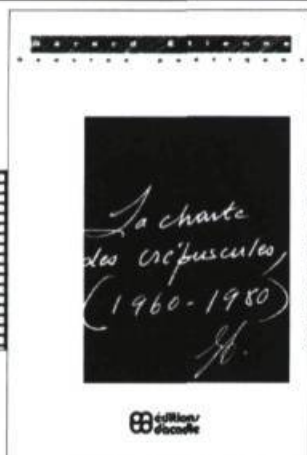 Gérard Étienne
Oeuvres poétiques
La charte
des crépuscules,
(1960-1980)
éditions
d'acadie